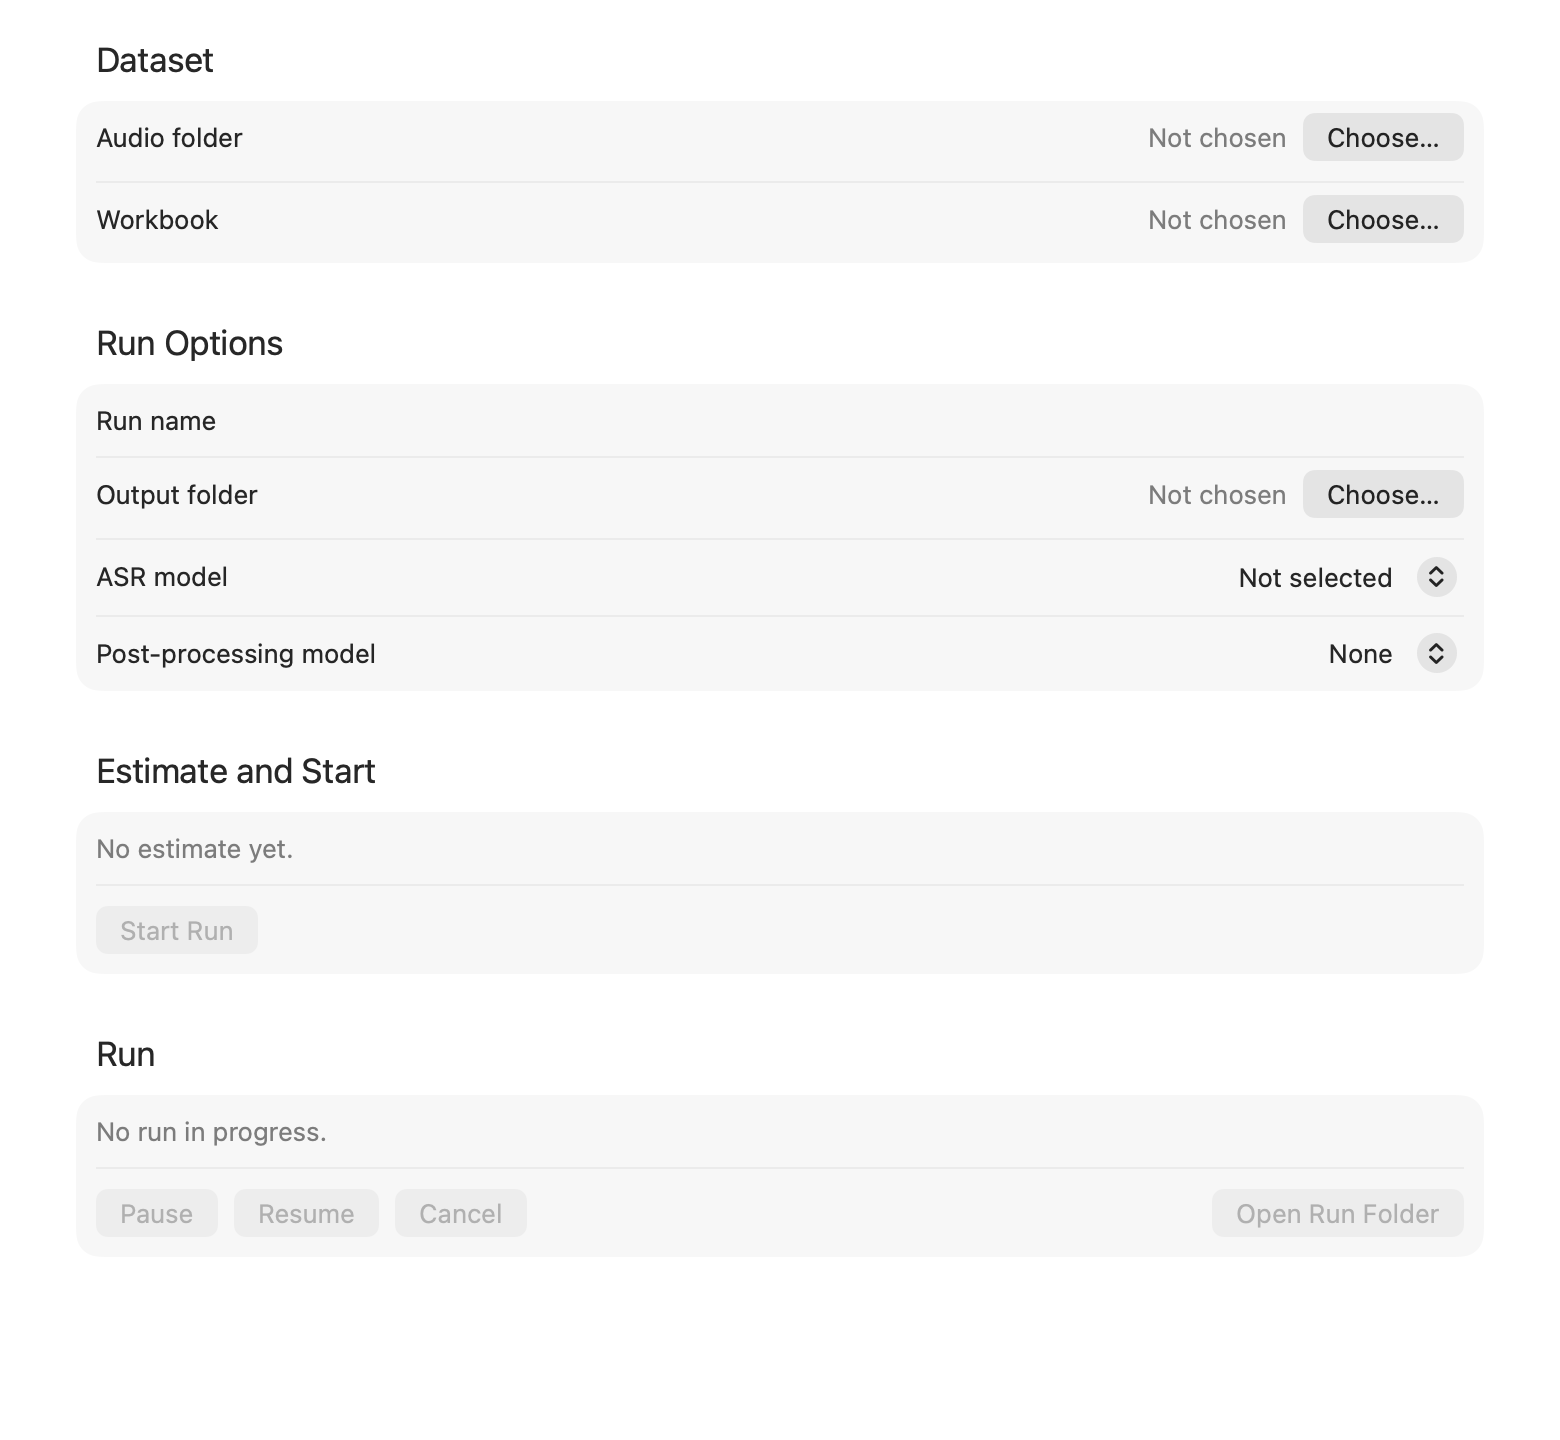 Dataset
Audio folder Not chosen Choose...
Workbook Not chosen Choose...
Run Options
Run name
Output folder Not chosen Choose...
ASR model Not selected
Post-processing model None
Estimate and Start
No estimate yet.
Start Run
Run
No run in progress.
Pause Resume Cancel Open Run Folder